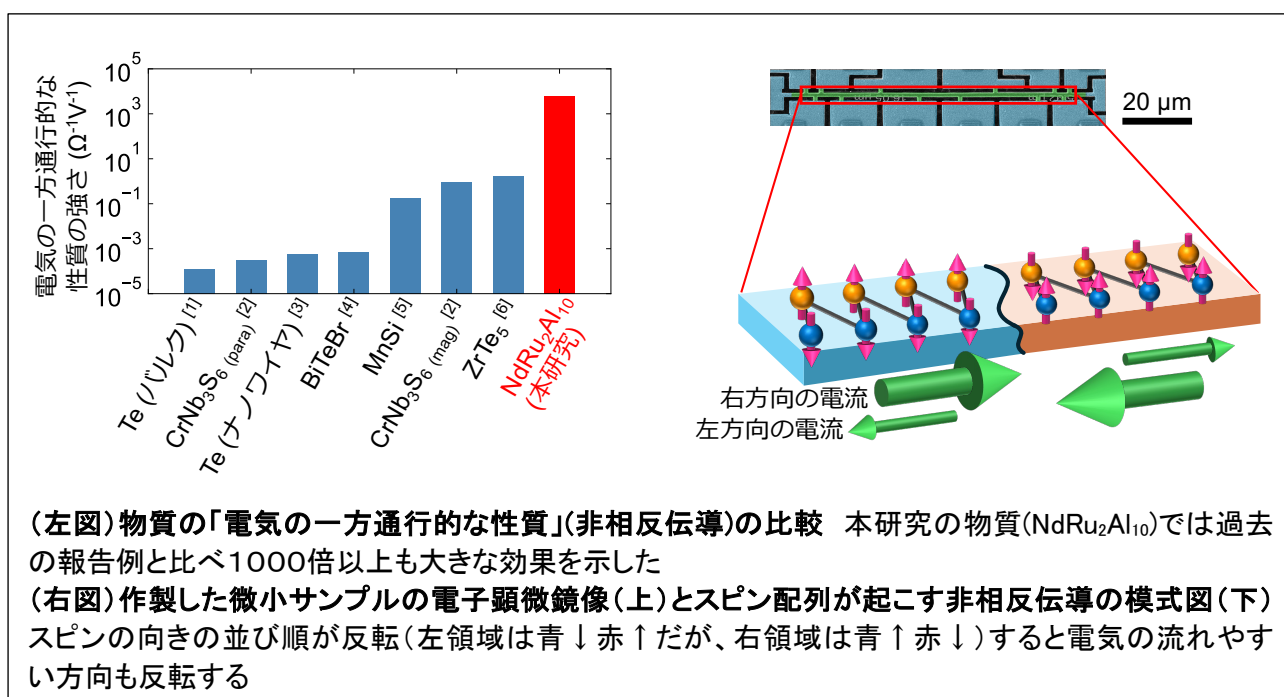 電気の一方通行的な
性質の強さ (Ω⁻¹V⁻¹)
10⁵
10³
10¹
10⁻¹
10⁻³
10⁻⁵
Te (バルク) [1]
CrNb₃S₆ (para) [2]
Te (ナノワイヤ) [3]
BiTeBr [4]
MnSi [5]
CrNb₃S₆ (mag) [2]
ZrTe₅ [6]
NdRu₂Al₁₀
(本研究)
20 μm
右方向の電流
左方向の電流
(左図)物質の「電気の一方通行的な性質」(非相反伝導)の比較 本研究の物質(NdRu₂Al₁₀)では過去
の報告例と比べ1000倍以上も大きな効果を示した
(右図)作製した微小サンプルの電子顕微鏡像(上)とスピン配列が起こす非相反伝導の模式図(下)
スピンの向きの並び順が反転(左領域は青↓赤↑だが、右領域は青↑赤↓)すると電気の流れやす
い方向も反転する